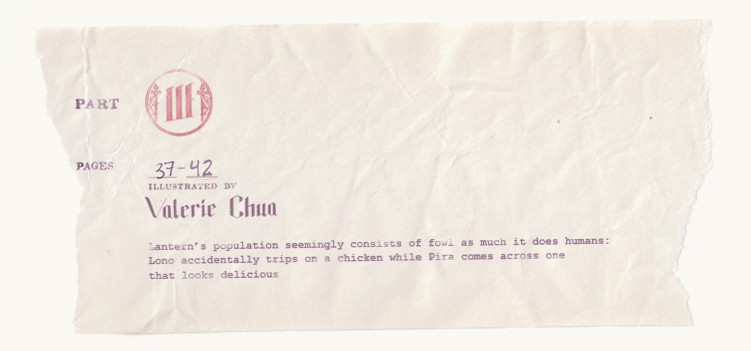 PART III
PAGES 37-42
ILLUSTRATED BY
Valerie Chua
Lantern's population seemingly consists of fowl as much it does humans:
Lono accidentally trips on a chicken while Pira comes across one
that looks delicious